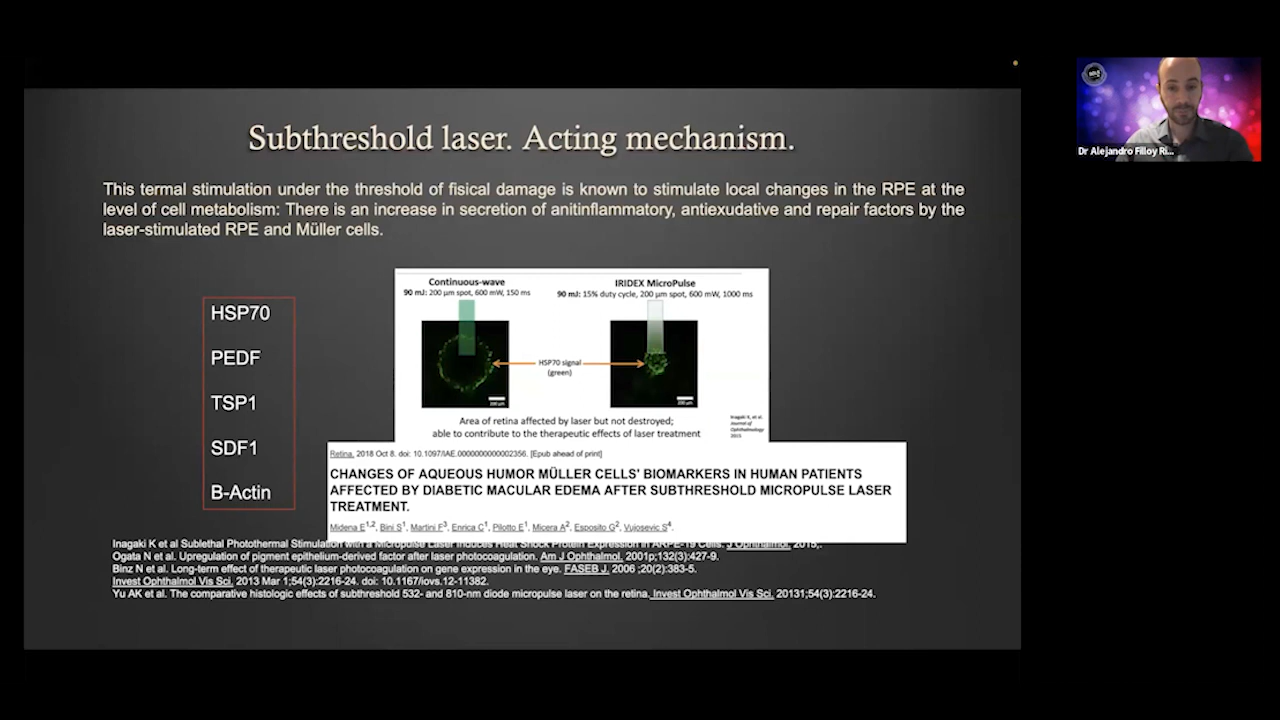 Subthreshold laser. Acting mechanism.
This termal stimulation under the threshold of fisical damage is known to stimulate local changes in the RPE at the
level of cell metabolism: There is an increase in secretion of anitinflammatory, antiexudative and repair factors by the
laser-stimulated RPE and Müller cells.
HSP70
PEDF
TSP1
SDF1
B-Actin
Continuous-wave
90 mJ: 200 µm spot, 600 mW, 150 ms
IRIDEX MicroPulse
90 mJ: 15% duty cycle, 200 µm spot, 600 mW, 1000 ms
HSP70 signal
(green)
200 µm
200 µm
Area of retina affected by laser but not destroyed;
able to contribute to the therapeutic effects of laser treatment
Inagaki K, et al.
Journal of
Ophthalmology
2015
Retina. 2018 Oct 8. doi: 10.1097/IAE.0000000000002356. [Epub ahead of print]
CHANGES OF AQUEOUS HUMOR MÜLLER CELLS' BIOMARKERS IN HUMAN PATIENTS
AFFECTED BY DIABETIC MACULAR EDEMA AFTER SUBTHRESHOLD MICROPULSE LASER
TREATMENT.
Midena E1,2, Bini S1, Martini F3, Enrica C1, Pilotto E1, Micera A2, Esposito G2, Vujosevic S4.
Inagaki K et al Sublethal Photothermal Stimulation with a Micropulse Laser Induces Heat Shock Protein Expression in ARPE-19 Cells. J Ophthalmol. 2015,.
Ogata N et al. Upregulation of pigment epithelium-derived factor after laser photocoagulation. Am J Ophthalmol. 2001p;132(3):427-9.
Binz N et al. Long-term effect of therapeutic laser photocoagulation on gene expression in the eye. FASEB J. 2006 ;20(2):383-5.
Invest Ophthalmol Vis Sci. 2013 Mar 1;54(3):2216-24. doi: 10.1167/iovs.12-11382.
Yu AK et al. The comparative histologic effects of subthreshold 532- and 810-nm diode micropulse laser on the retina. Invest Ophthalmol Vis Sci. 20131;54(3):2216-24.
Dr Alejandro Filloy Ri...